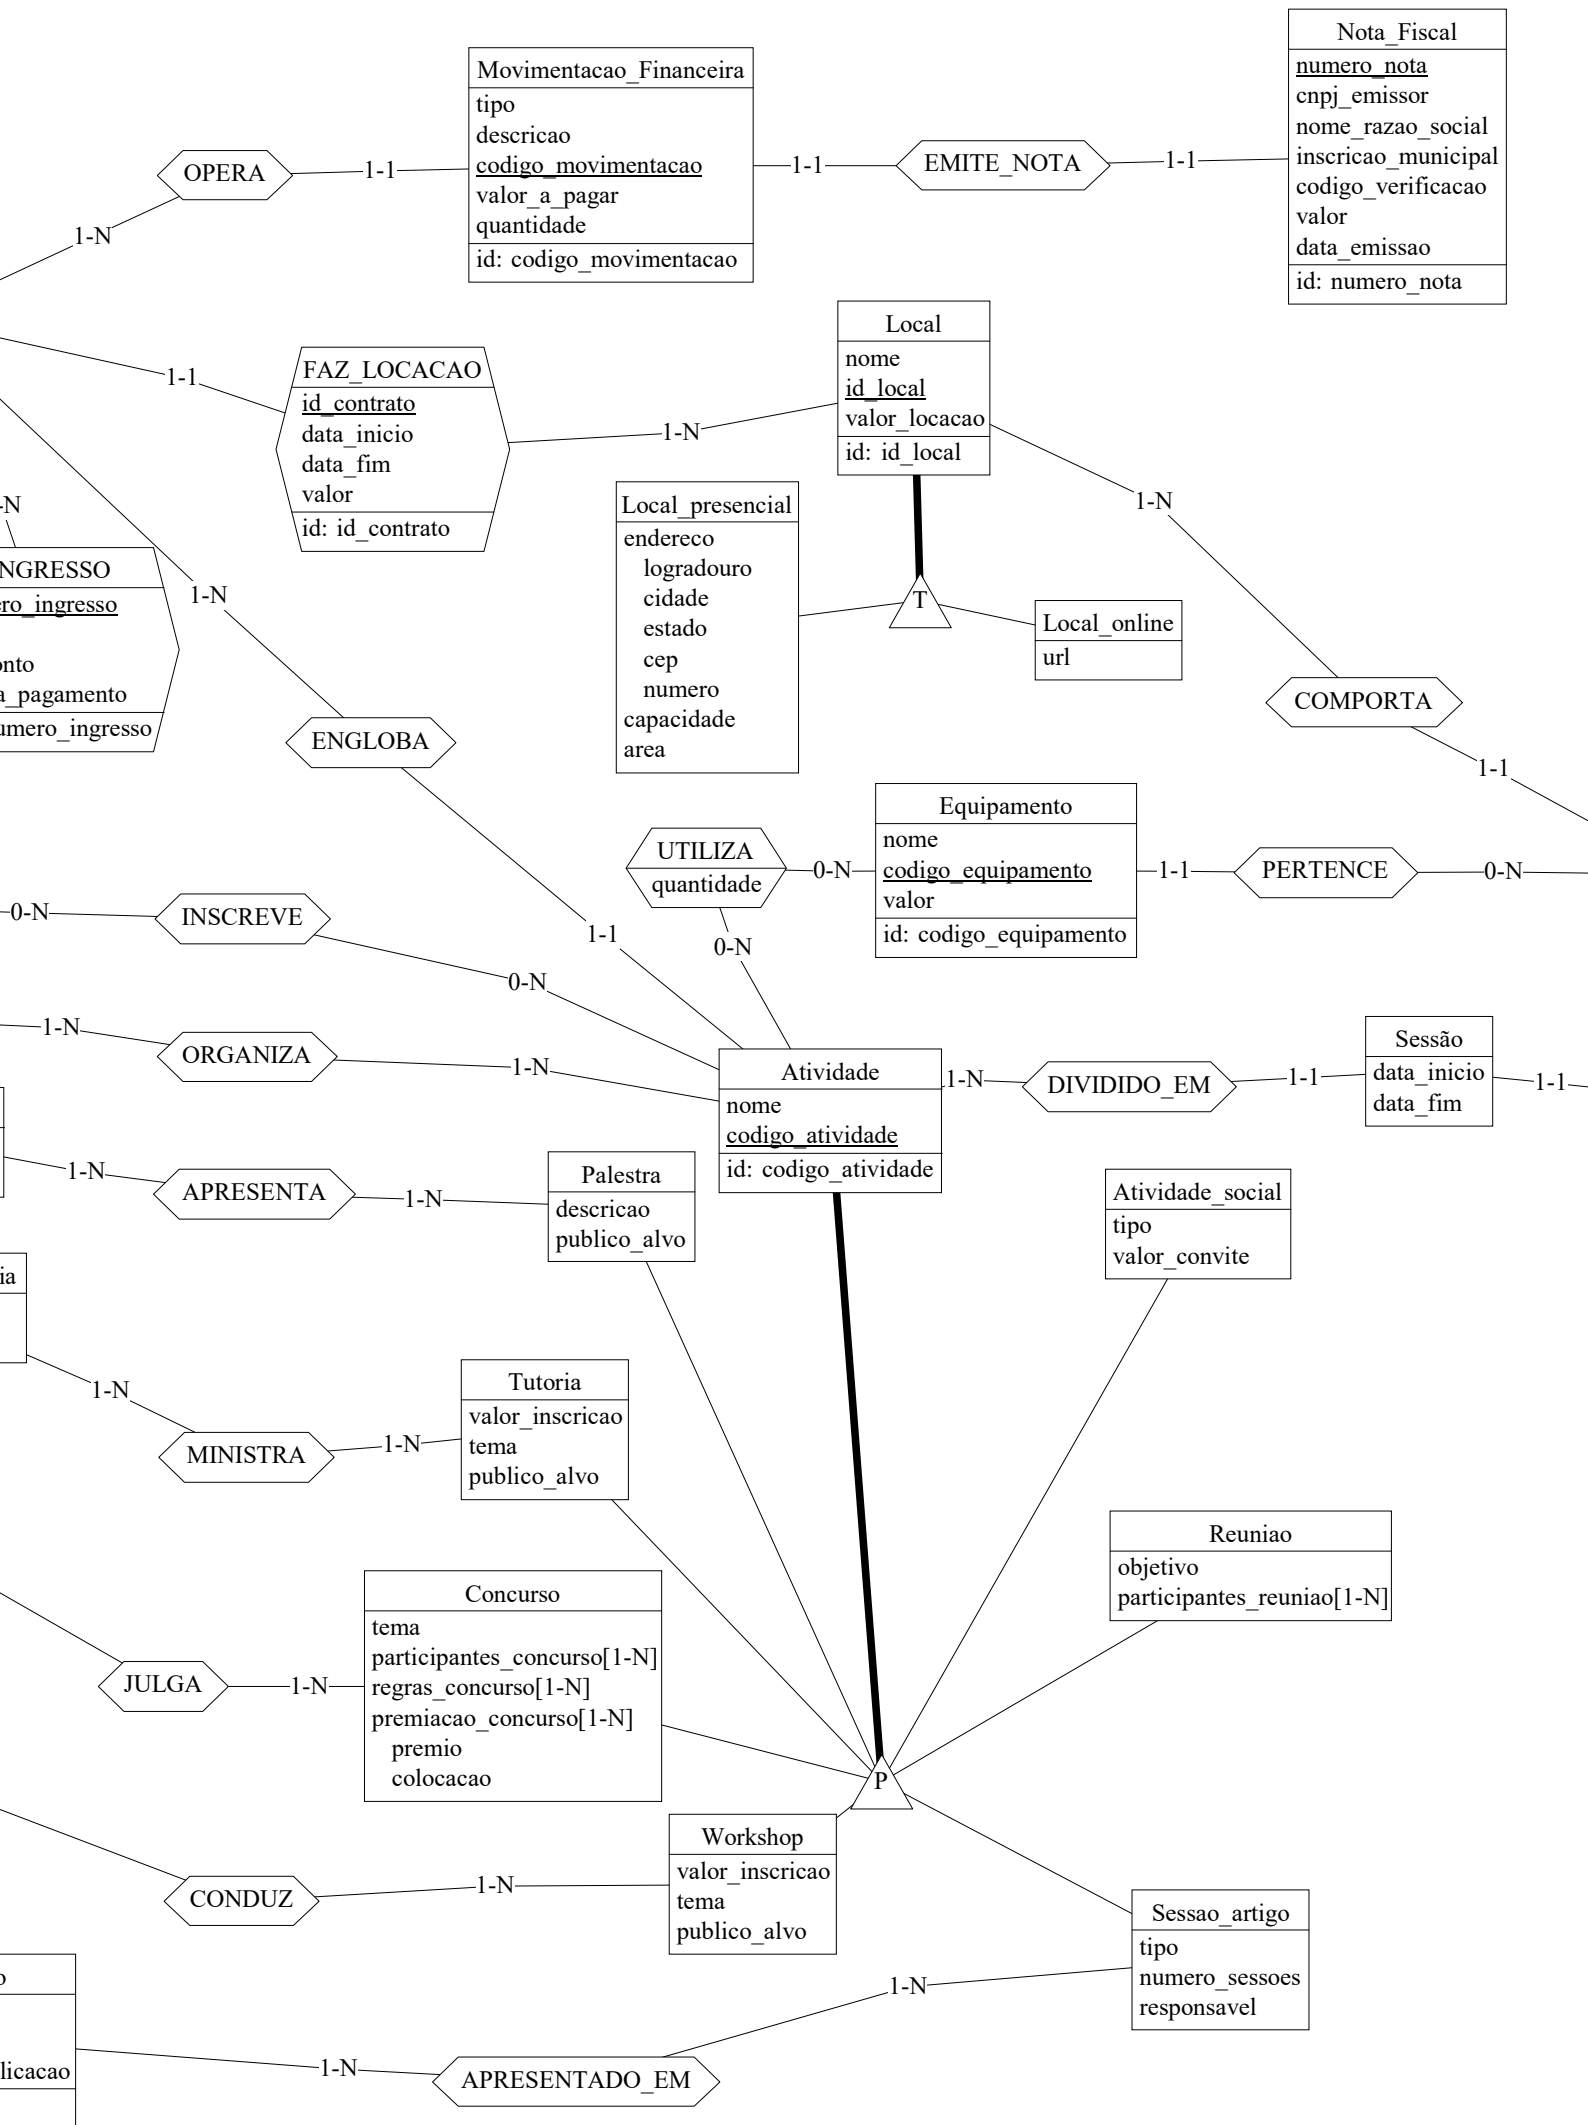 Nota_Fiscal
numero_nota
cnpj_emissor
nome_razao_social
inscricao_municipal
codigo_verificacao
valor
data_emissao
id: numero_nota
Movimentacao_Financeira
tipo
descricao
codigo_movimentacao
valor_a_pagar
quantidade
id: codigo_movimentacao
OPERA
1-1
1-1
EMITE_NOTA
1-1
1-N
Local
nome
id_local
valor_locacao
id: id_local
1-1
FAZ_LOCACAO
id_contrato
data_inicio
data_fim
valor
id: id_contrato
1-N
1-N
Local_presencial
endereco
logradouro
cidade
estado
cep
numero
capacidade
area
T
Local_online
url
-N
NGRESSO
ro_ingresso
onto
a_pagamento
umero_ingresso
1-N
ENGLOBA
COMPORTA
1-1
Equipamento
nome
codigo_equipamento
valor
id: codigo_equipamento
UTILIZA
quantidade
0-N
1-1
PERTENCE
0-N
0-N
INSCREVE
1-1
0-N
0-N
1-N
ORGANIZA
1-N
Atividade
nome
codigo_atividade
id: codigo_atividade
1-N
DIVIDIDO_EM
1-1
Sessão
data_inicio
data_fim
1-1
1-N
APRESENTA
1-N
Palestra
descricao
publico_alvo
Atividade_social
tipo
valor_convite
ia
1-N
MINISTRA
1-N
Tutoria
valor_inscricao
tema
publico_alvo
Reuniao
objetivo
participantes_reuniao[1-N]
Concurso
tema
participantes_concurso[1-N]
regras_concurso[1-N]
premiacao_concurso[1-N]
premio
colocacao
JULGA
1-N
P
Workshop
valor_inscricao
tema
publico_alvo
CONDUZ
1-N
Sessao_artigo
tipo
numero_sessoes
responsavel
o
licacao
1-N
APRESENTADO_EM
1-N